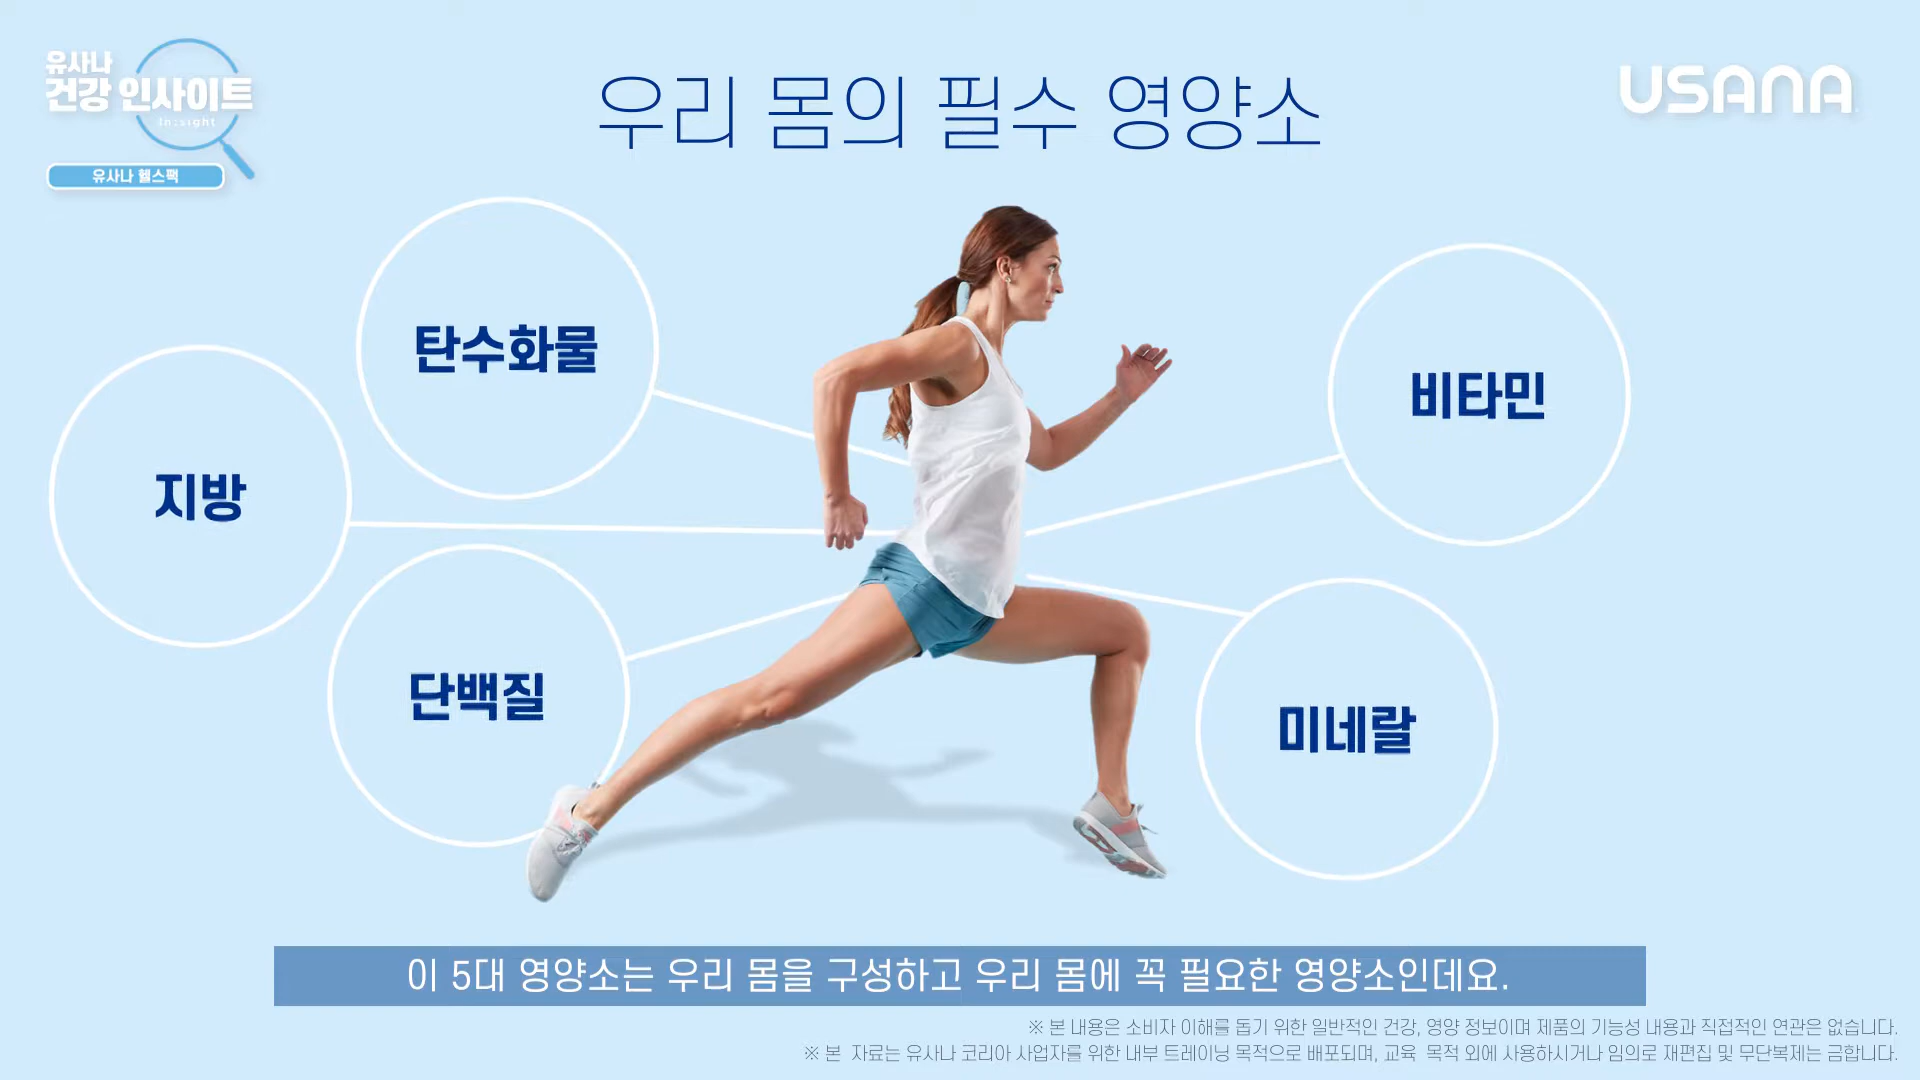 유사나
건강 인사이트
In:sight
유사나 헬스팩
우리 몸의 필수 영양소
USANA
탄수화물
지방
단백질
비타민
미네랄
이 5대 영양소는 우리 몸을 구성하고 우리 몸에 꼭 필요한 영양소인데요.
※ 본 내용은 소비자 이해를 돕기 위한 일반적인 건강, 영양 정보이며 제품의 기능성 내용과 직접적인 연관은 없습니다.
※ 본 자료는 유사나 코리아 사업자를 위한 내부 트레이닝 목적으로 배포되며, 교육 목적 외에 사용하시거나 임의로 재편집 및 무단복제는 금합니다.